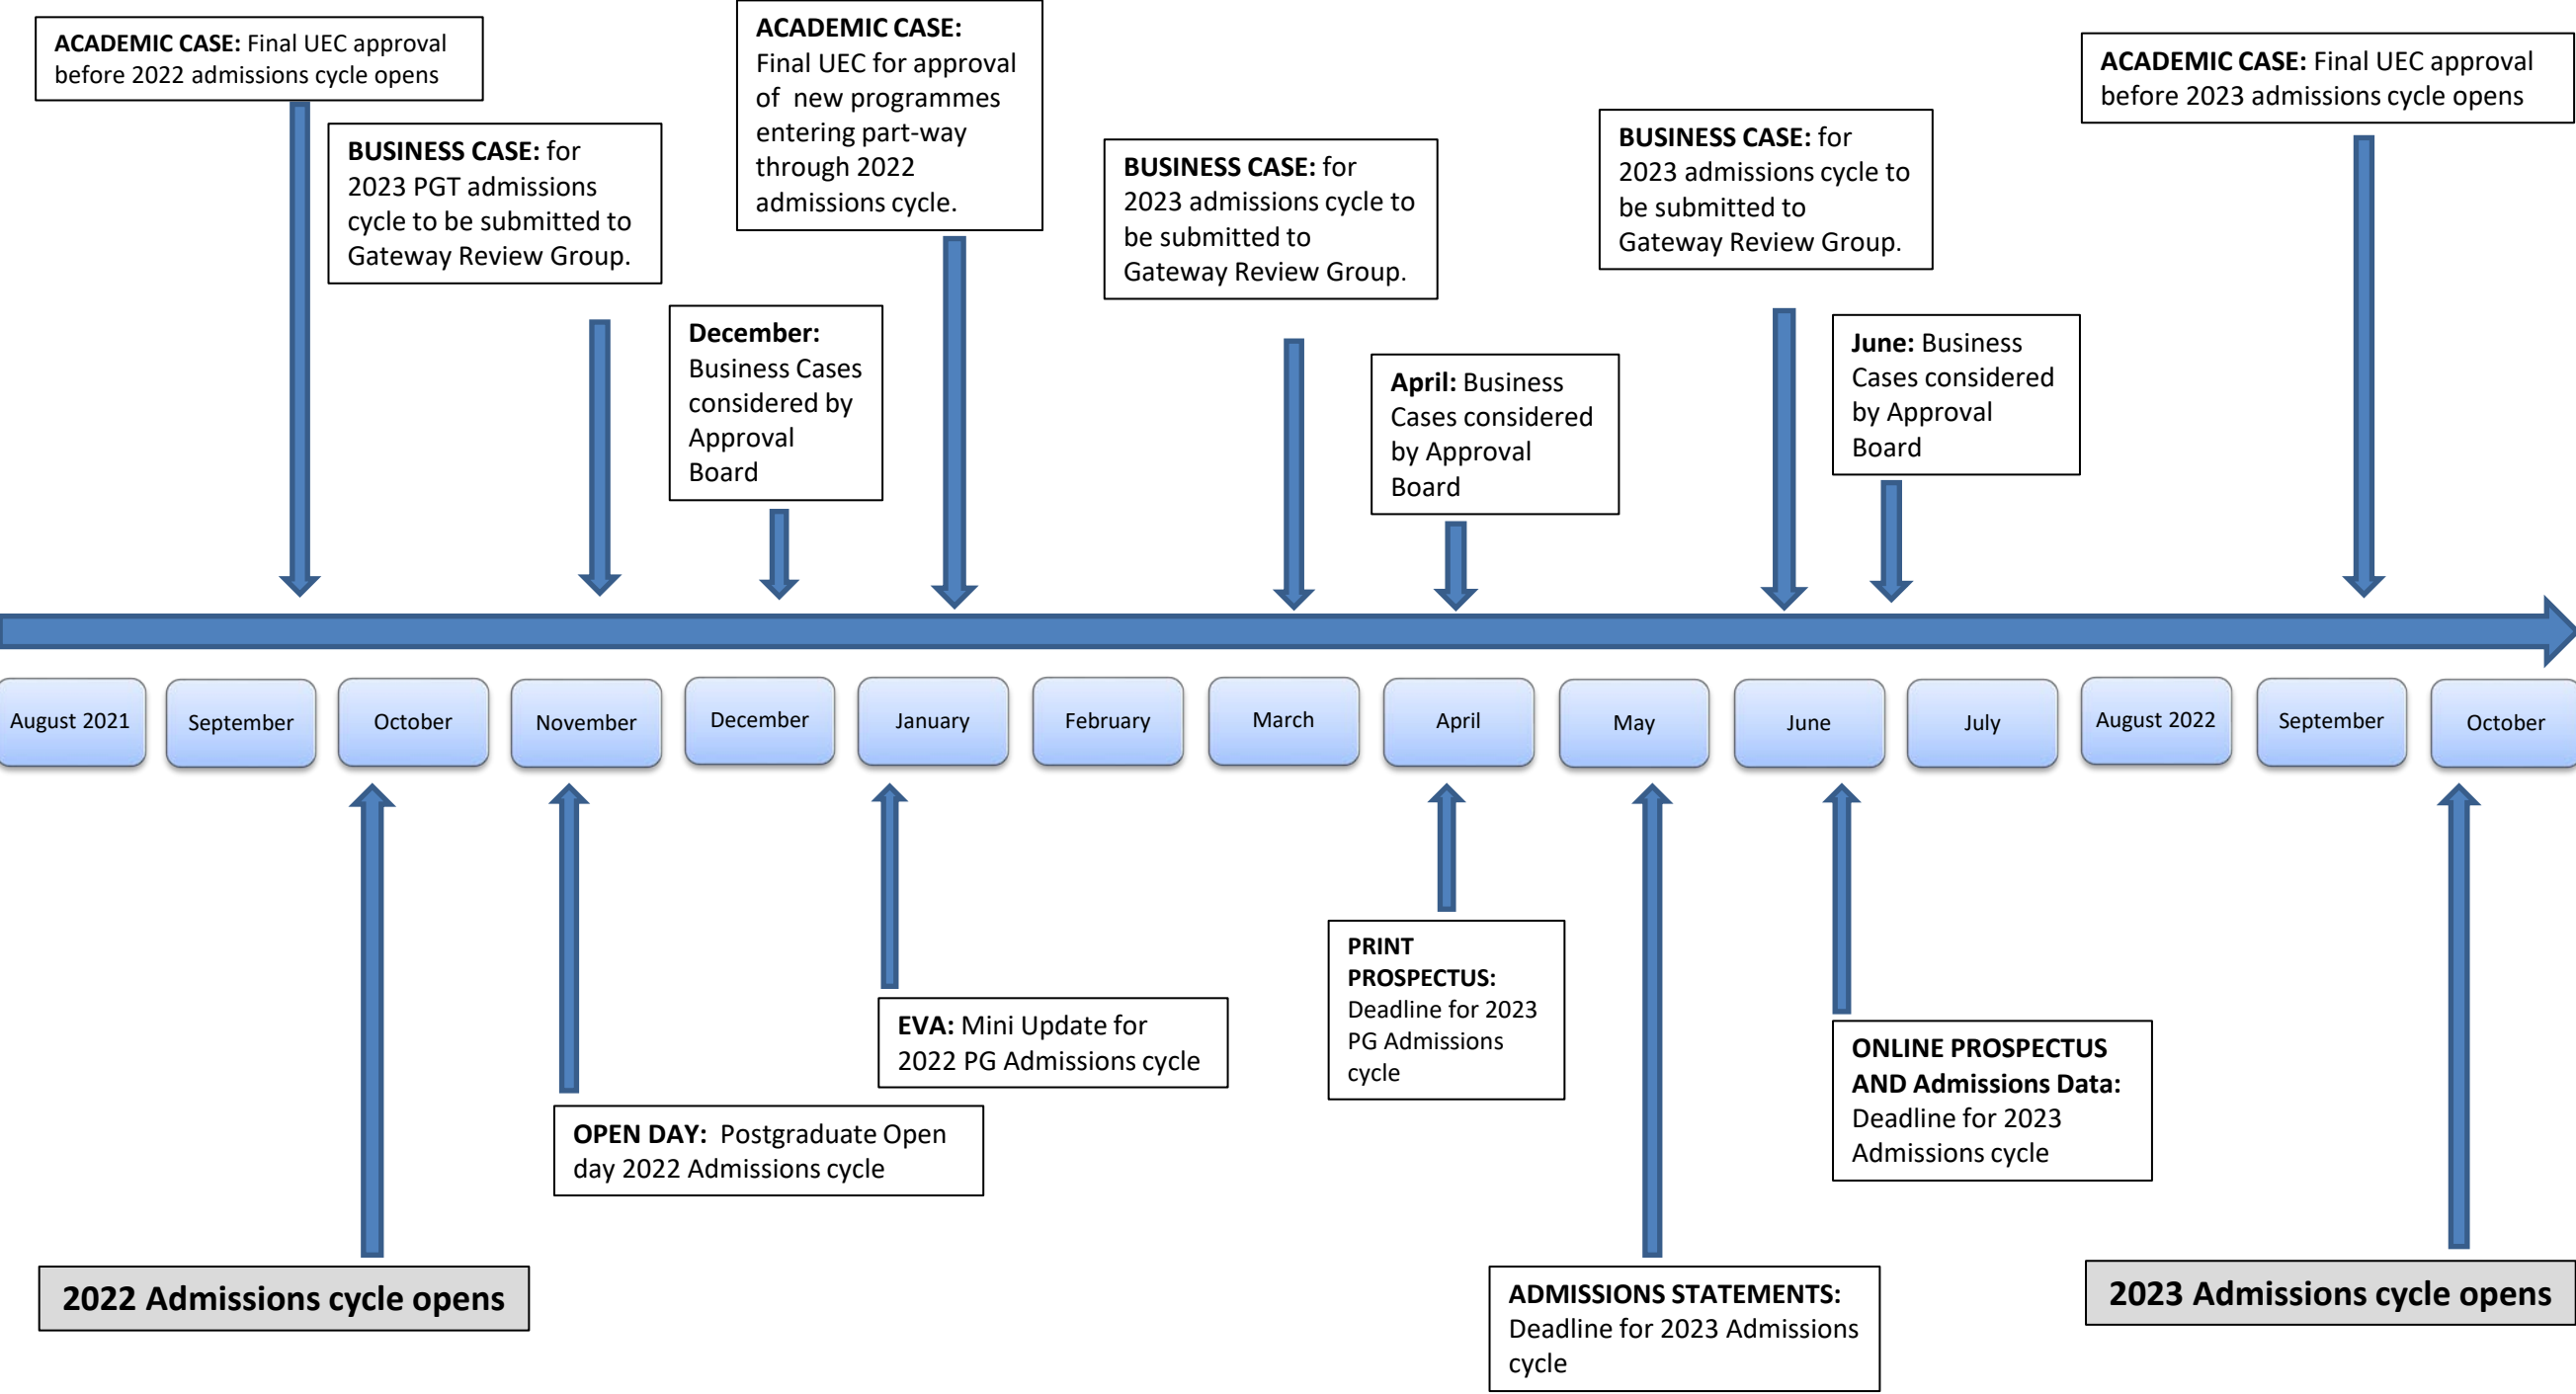 ACADEMIC CASE: Final UEC approval
before 2022 admissions cycle opens
BUSINESS CASE: for
2023 PGT admissions
cycle to be submitted to
Gateway Review Group.
December:
Business Cases
considered by
Approval
Board
ACADEMIC CASE:
Final UEC for approval
of new programmes
entering part-way
through 2022
admissions cycle.
BUSINESS CASE: for
2023 admissions cycle to
be submitted to
Gateway Review Group.
April: Business
Cases considered
by Approval
Board
BUSINESS CASE: for
2023 admissions cycle to
be submitted to
Gateway Review Group.
June: Business
Cases considered
by Approval
Board
ACADEMIC CASE: Final UEC approval
before 2023 admissions cycle opens
August 2021
September
October
November
December
January
February
March
April
May
June
July
August 2022
September
October
2022 Admissions cycle opens
OPEN DAY: Postgraduate Open
day 2022 Admissions cycle
EVA: Mini Update for
2022 PG Admissions cycle
PRINT
PROSPECTUS:
Deadline for 2023
PG Admissions
cycle
ADMISSIONS STATEMENTS:
Deadline for 2023 Admissions
cycle
ONLINE PROSPECTUS
AND Admissions Data:
Deadline for 2023
Admissions cycle
2023 Admissions cycle opens